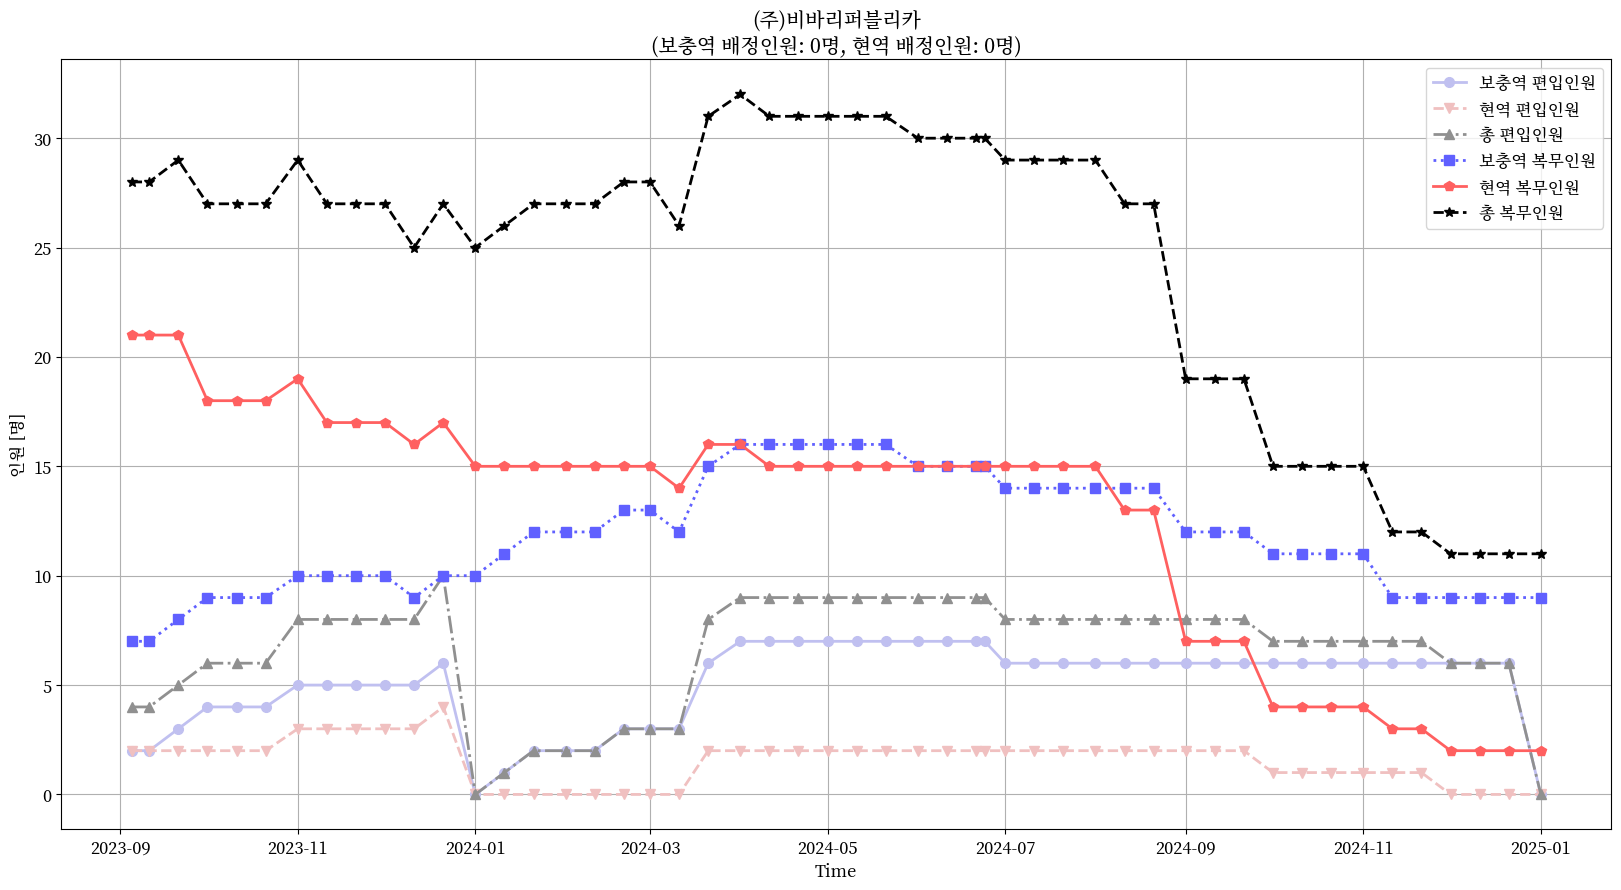 (주)비바리퍼블리카
(보충역 배정인원: 0명, 현역 배정인원: 0명)
보충역 편입인원
현역 편입인원
총 편입인원
보충역 복무인원
현역 복무인원
총 복무인원
인원 [명]
30
25
20
15
10
5
0
2023-09
2023-11
2024-01
2024-03
2024-05
2024-07
2024-09
2024-11
2025-01
Time